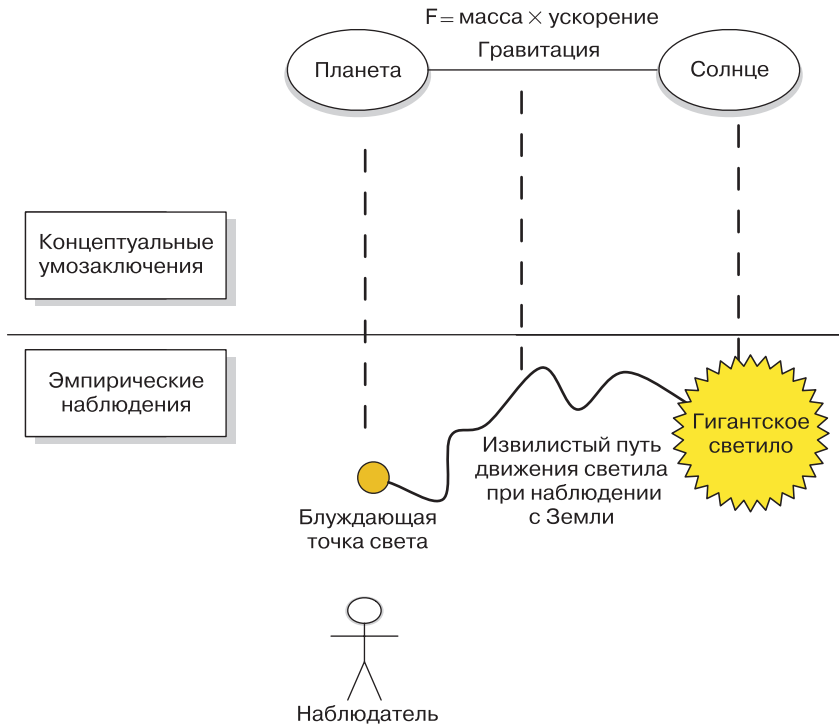 F = масса × ускорение
Гравитация
Планета
Солнце
Концептуальные
умозаключения
Эмпирические
наблюдения
Гигантское
светило
Извилистый путь
движения светила
при наблюдении
с Земли
Блуждающая
точка света
Наблюдатель